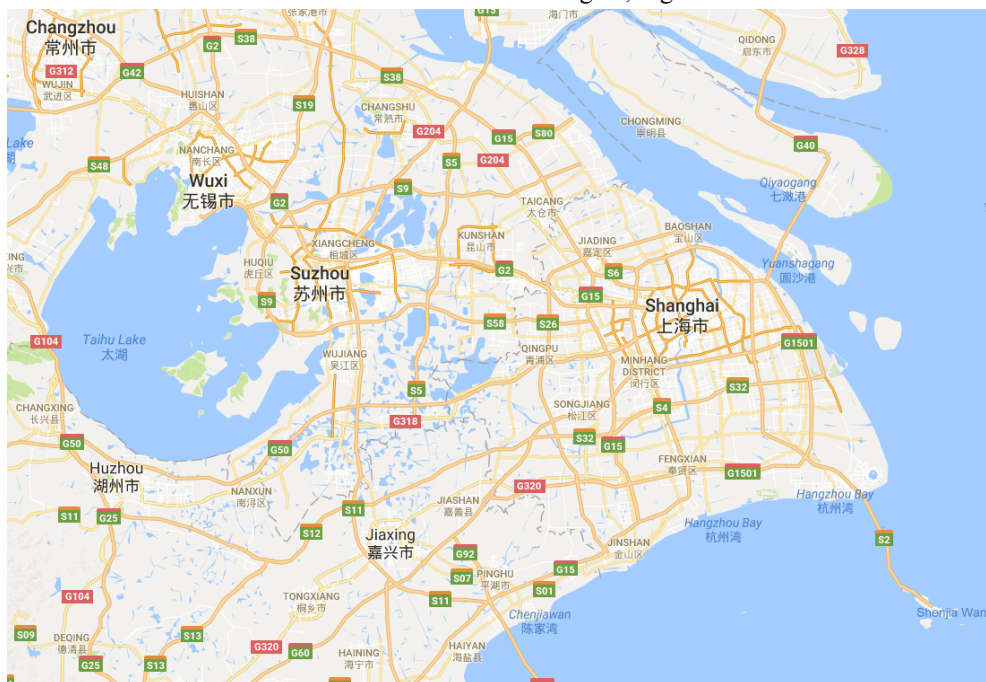 张家港市
G15
海门市
Changzhou
常州市
G2
S38
QIDONG
启东市
G328
G312
G42
S38
WUJIN
武进区
HUISHAN
惠山区
S19
CHANGSHU
常熟市
G204
G15
S80
CHONGMING
崇明县
G40
Lake
湖
S48
NANCHANG
南长区
S5
G204
Wuxi
无锡市
S9
G2
Qiyaogang
七滧港
TAICANG
太仓市
XIANGCHENG
相城区
KUNSHAN
昆山市
JIADING
嘉定区
BAOSHAN
宝山区
HUQIU
虎丘区
Suzhou
苏州市
G2
S6
Yuanshagang
圆沙港
S9
G15
Shanghai
上海市
S58
S26
G104
Taihu Lake
太湖
G1501
WUJIANG
吴江区
QINGPU
青浦区
MINHANG
DISTRICT
闵行区
S5
S32
CHANGXING
长兴县
G318
SONGJIANG
松江区
S4
G50
G50
S32
G15
Huzhou
湖州市
FENGXIAN
奉贤区
G1501
NANXUN
南浔区
G320
JIASHAN
嘉善县
Hangzhou Bay
杭州湾
S11
G25
S11
Hangzhou Bay
杭州湾
S12
Jiaxing
嘉兴市
G92
JINSHAN
金山区
S2
S07
PINGHU
平湖市
G15
S01
G104
TONGXIANG
桐乡市
S11
Chenjiawan
陈家湾
Shenjia Wan
S09
DEQING
德清县
S13
G320
G25
S13
G60
HAINING
海宁市
HAIYAN
海盐县